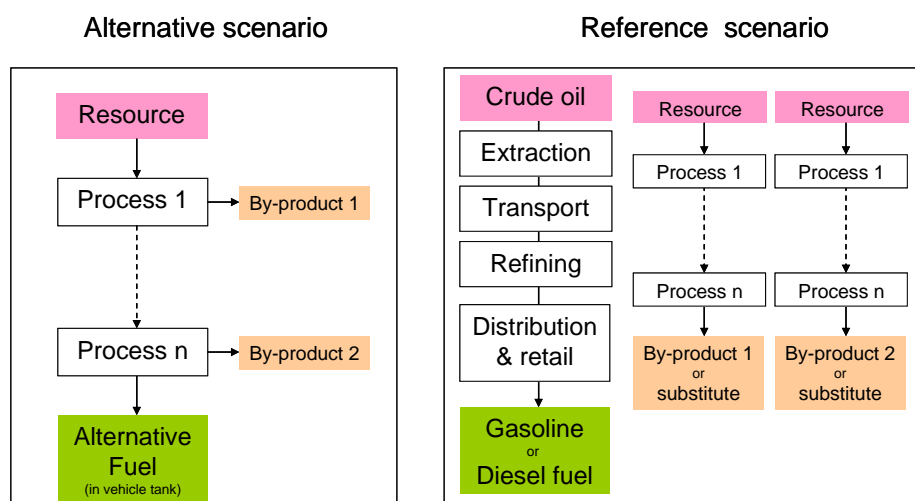 Alternative scenario
Resource
Process 1
By-product 1
Process n
By-product 2
Alternative
Fuel
(in vehicle tank)
Reference scenario
Crude oil
Extraction
Transport
Refining
Distribution
& retail
Gasoline
or
Diesel fuel
Resource
Process 1
Process n
By-product 1
or
substitute
Resource
Process 1
Process n
By-product 2
or
substitute